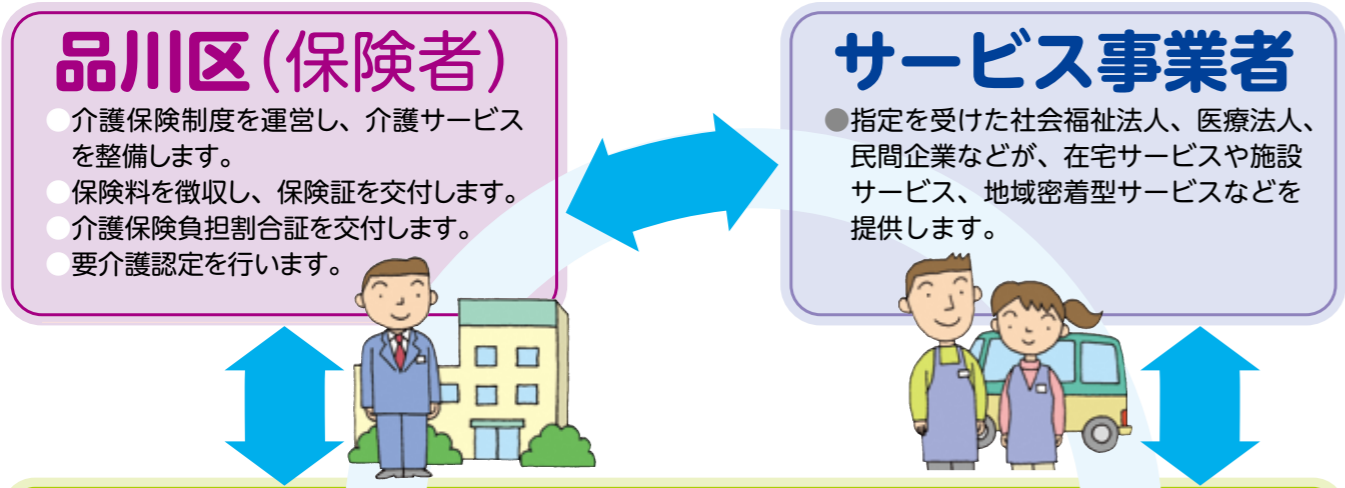 品川区(保険者)
●介護保険制度を運営し、介護サービス
を整備します。
●保険料を徴収し、保険証を交付します。
●介護保険負担割合証を交付します。
●要介護認定を行います。
サービス事業者
●指定を受けた社会福祉法人、医療法人、
民間企業などが、在宅サービスや施設
サービス、地域密着型サービスなどを
提供します。